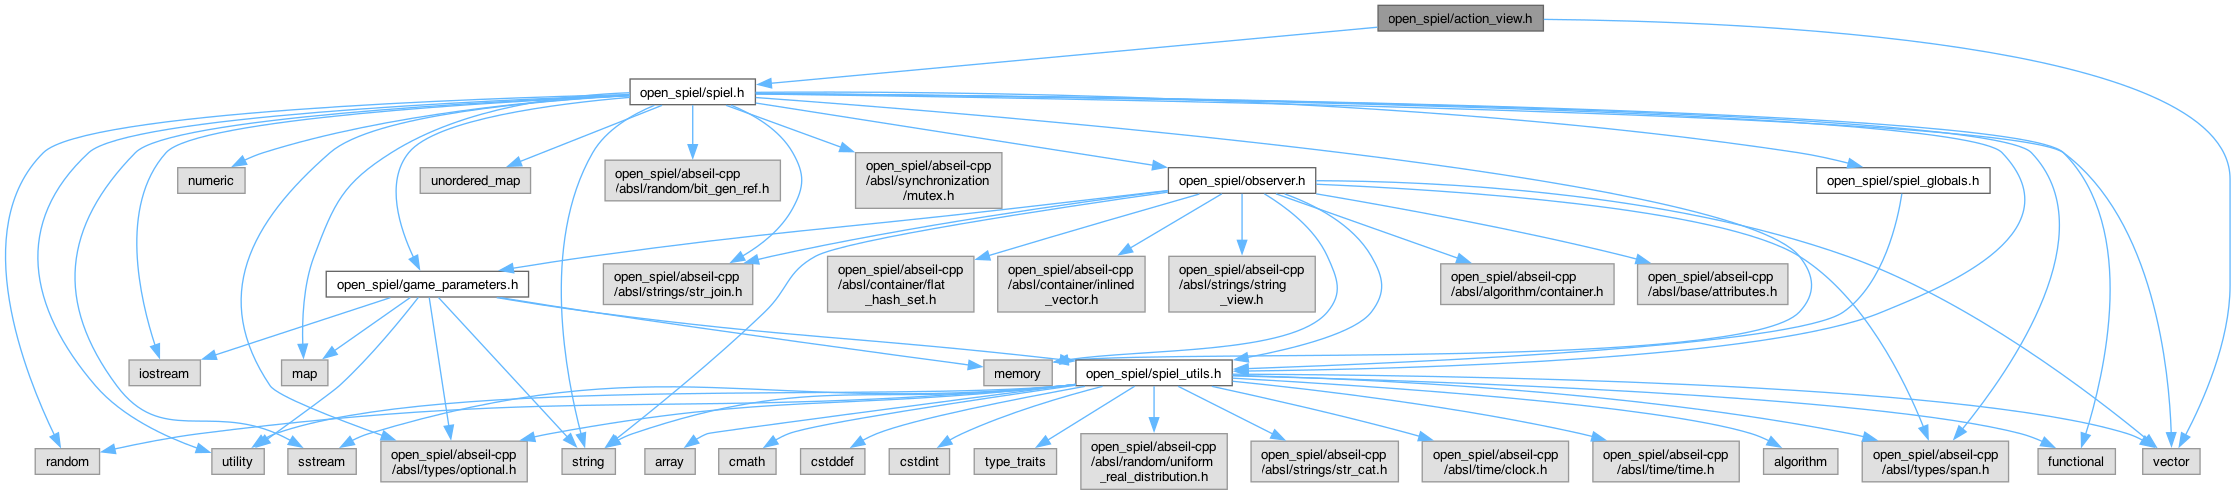 open_spiel/action_view.h
open_spiel/spiel.h
numeric
unordered_map
open_spiel/abseil-cpp
/absl/random/bit_gen_ref.h
open_spiel/abseil-cpp
/absl/synchronization
/mutex.h
open_spiel/observer.h
open_spiel/spiel_globals.h
open_spiel/game_parameters.h
open_spiel/abseil-cpp
/absl/strings/str_join.h
open_spiel/abseil-cpp
/absl/container/flat
_hash_set.h
open_spiel/abseil-cpp
/absl/container/inlined
_vector.h
open_spiel/abseil-cpp
/absl/strings/string
_view.h
open_spiel/abseil-cpp
/absl/algorithm/container.h
open_spiel/abseil-cpp
/absl/base/attributes.h
iostream
map
memory
open_spiel/spiel_utils.h
random
utility
sstream
open_spiel/abseil-cpp
/absl/types/optional.h
string
array
cmath
cstddef
cstdint
type_traits
open_spiel/abseil-cpp
/absl/random/uniform
_real_distribution.h
open_spiel/abseil-cpp
/absl/strings/str_cat.h
open_spiel/abseil-cpp
/absl/time/clock.h
open_spiel/abseil-cpp
/absl/time/time.h
algorithm
open_spiel/abseil-cpp
/absl/types/span.h
functional
vector